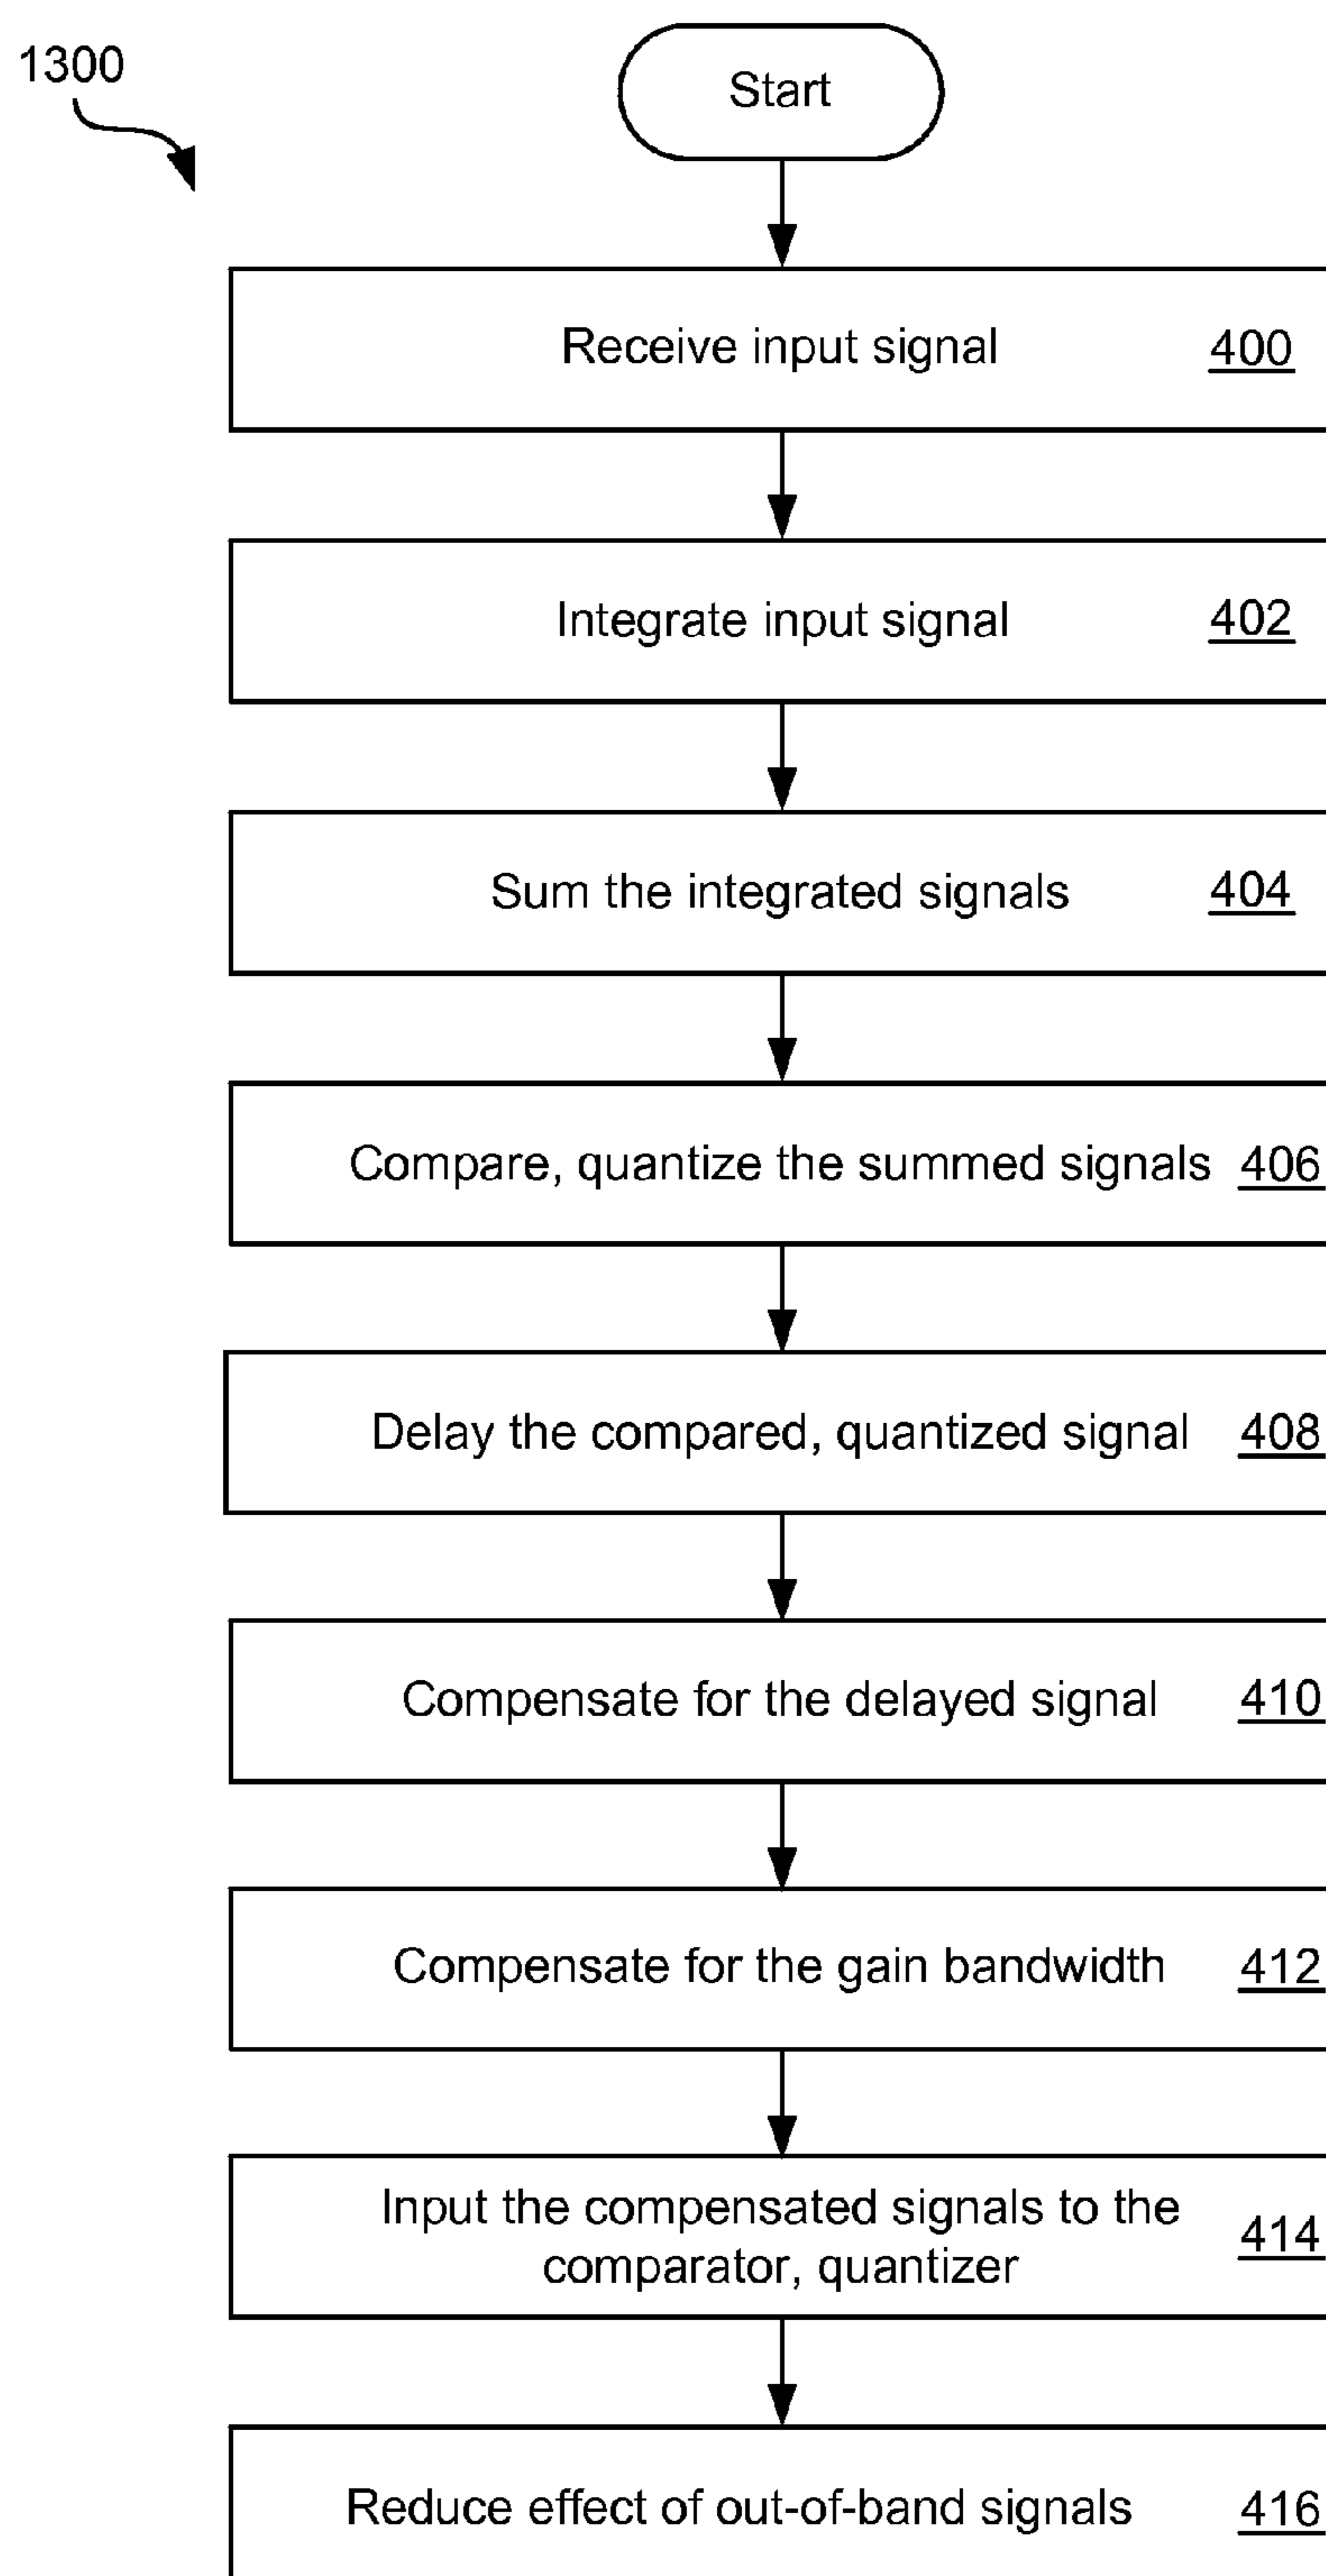 1300
Start
Receive input signal 400
Integrate input signal 402
Sum the integrated signals 404
Compare, quantize the summed signals 406
Delay the compared, quantized signal 408
Compensate for the delayed signal 410
Compensate for the gain bandwidth 412
Input the compensated signals to the
comparator, quantizer 414
Reduce effect of out-of-band signals 416